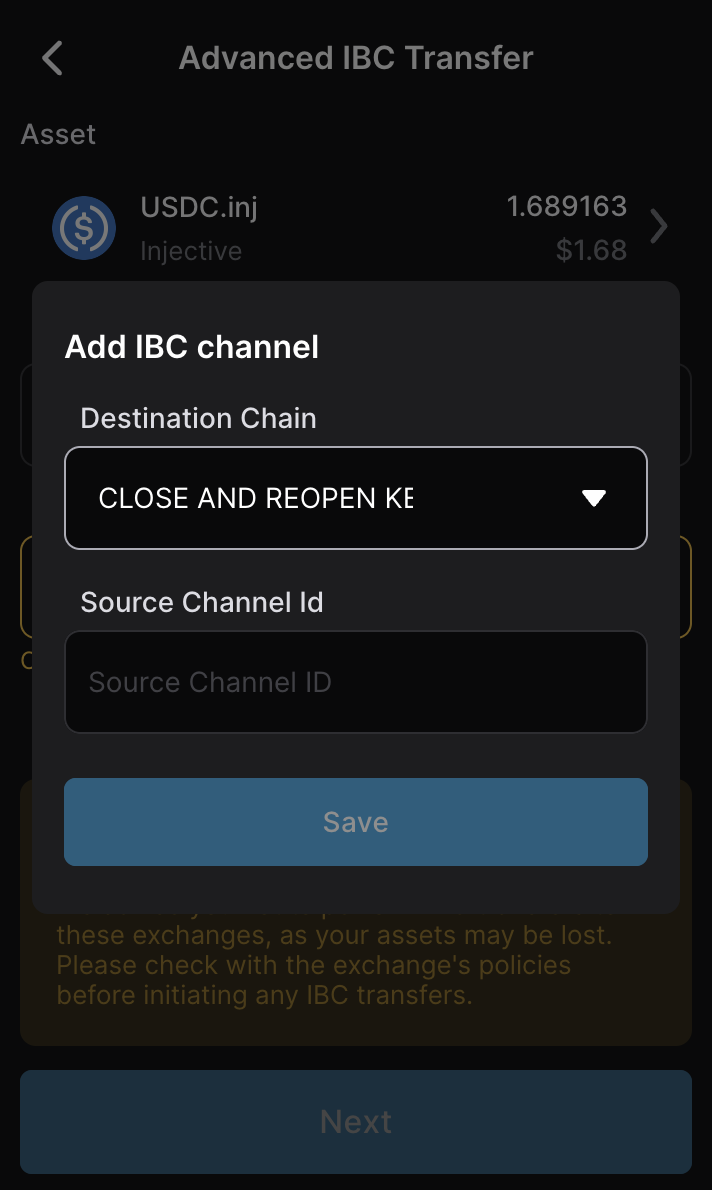 Advanced IBC Transfer
Asset
USDC.inj
1.689163
Injective
$1.68
Add IBC channel
Destination Chain
CLOSE AND REOPEN KE
Source Channel Id
Source Channel ID
Save
these exchanges, as your assets may be lost.
Please check with the exchange's policies
before initiating any IBC transfers.
Next